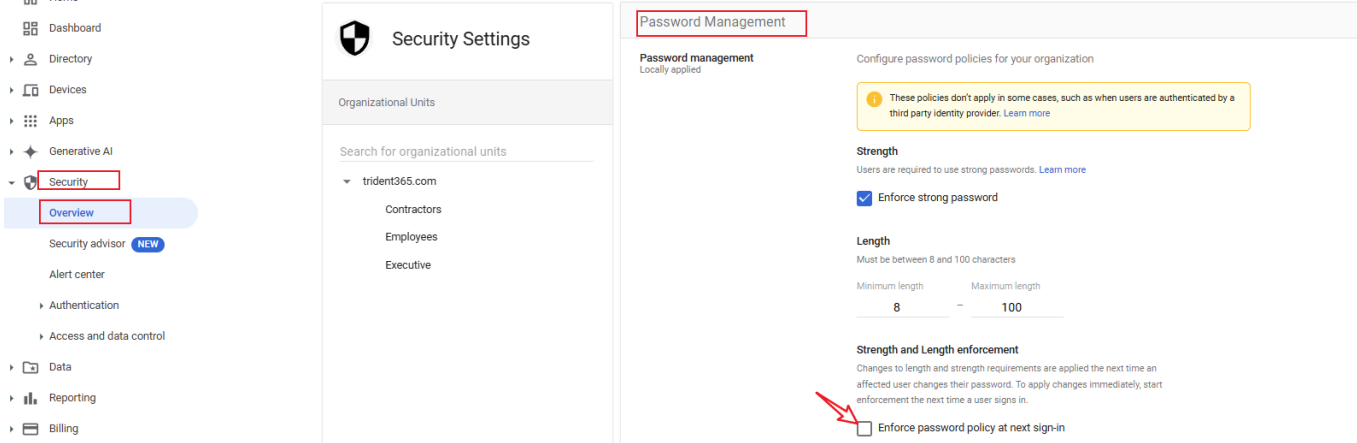 Dashboard
Directory
Devices
Apps
Generative AI
Security
Overview
Security advisor NEW
Alert center
Authentication
Access and data control
Data
Reporting
Billing
Security Settings
Organizational Units
Search for organizational units
trident365.com
Contractors
Employees
Executive
Password Management
Password management
Locally applied
Configure password policies for your organization
These policies don't apply in some cases, such as when users are authenticated by a
third party identity provider. Learn more
Strength
Users are required to use strong passwords. Learn more
Enforce strong password
Length
Must be between 8 and 100 characters
Minimum length Maximum length
8 – 100
Strength and Length enforcement
Changes to length and strength requirements are applied the next time an
affected user changes their password. To apply changes immediately, start
enforcement the next time a user signs in.
Enforce password policy at next sign-in